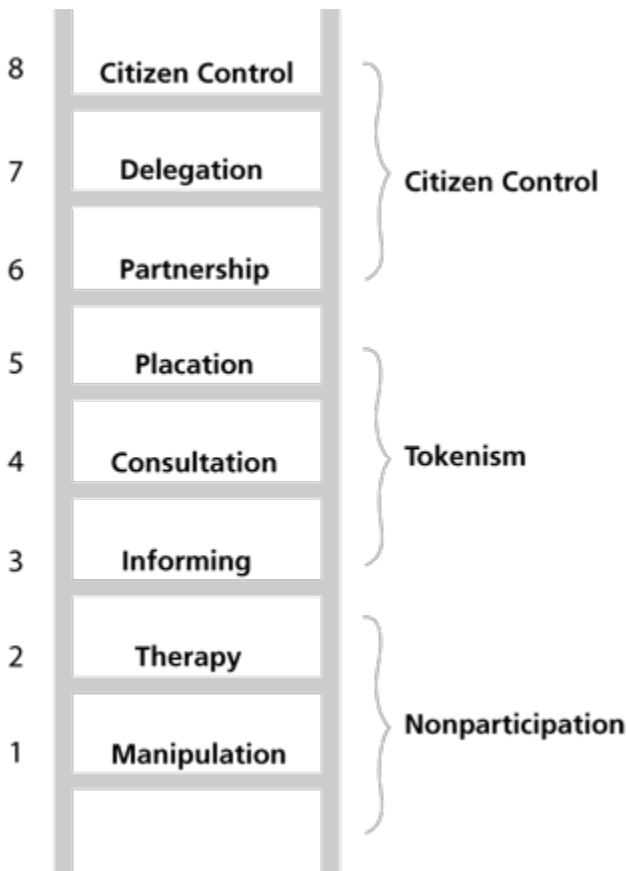 8 Citizen Control
7 Delegation
Citizen Control
6 Partnership
5 Placation
4 Consultation
Tokenism
3 Informing
2 Therapy
Nonparticipation
1 Manipulation